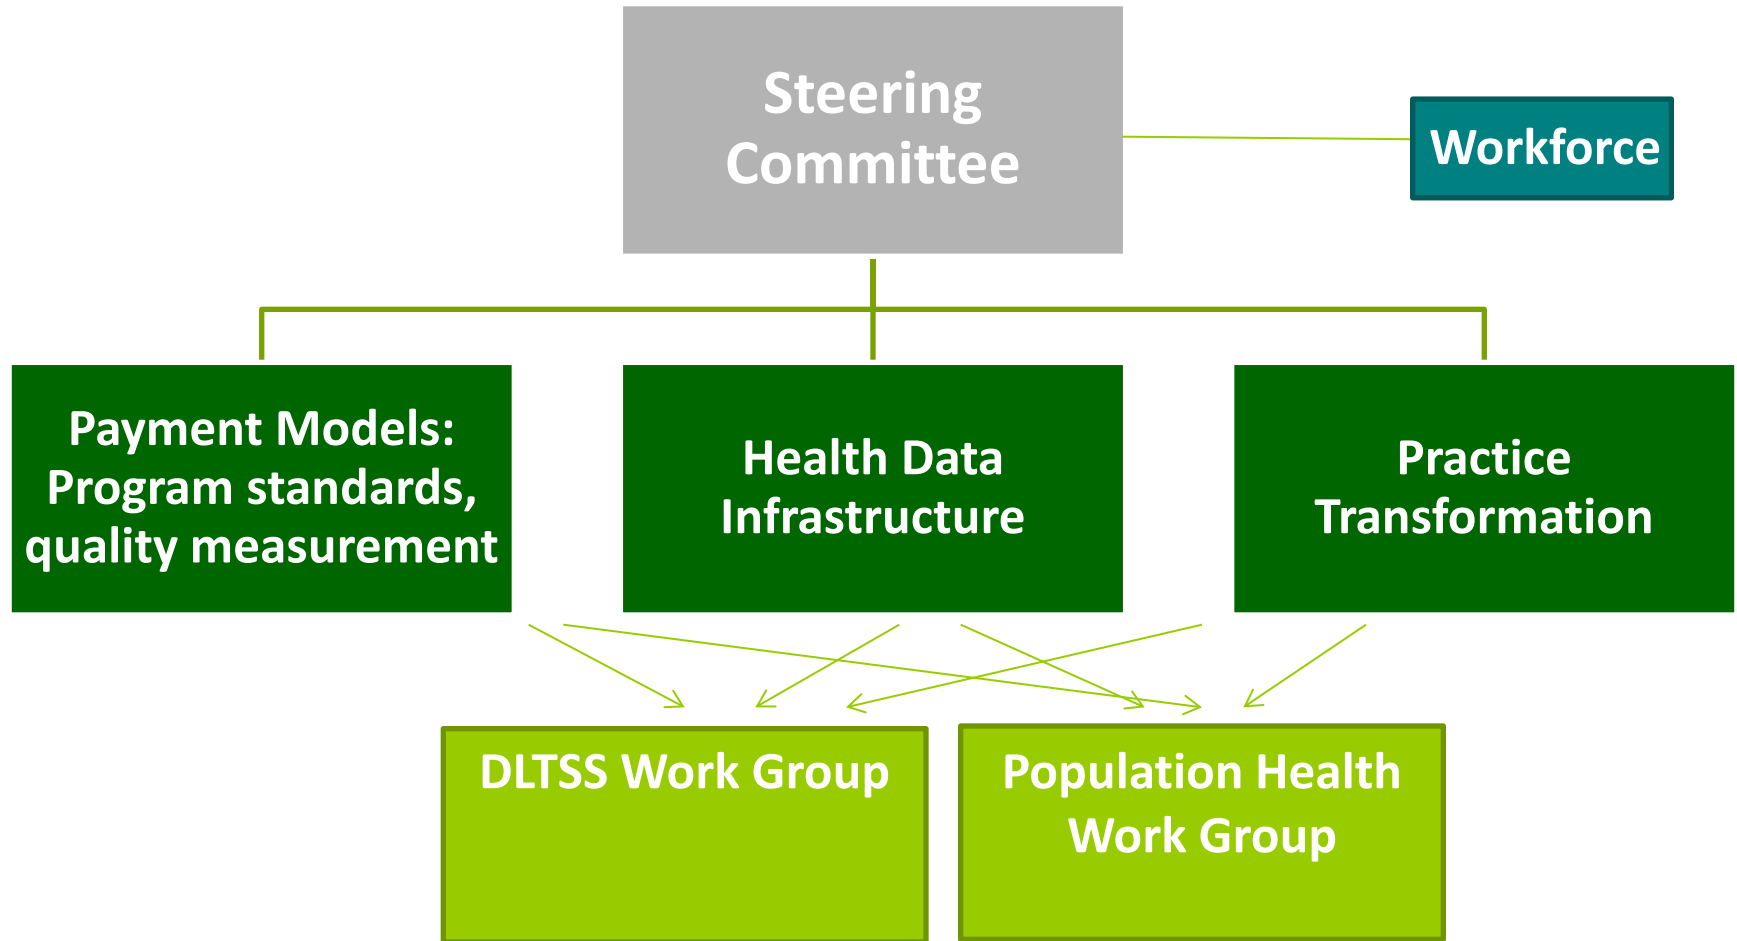 Steering
Committee
Workforce
Payment Models:
Program standards,
quality measurement
Health Data
Infrastructure
Practice
Transformation
DLTSS Work Group
Population Health
Work Group